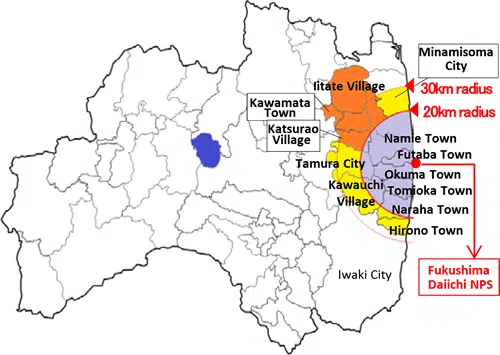 Minamisoma
City
Iitate Village
30km radius
Kawamata
Town
20km radius
Katsurao
Village
Namie Town
Futaba Town
Tamura City
Okuma Town
Kawauchi
Village
Tomioka Town
Naraha Town
Hirono Town
Iwaki City
Fukushima
Daiichi NPS